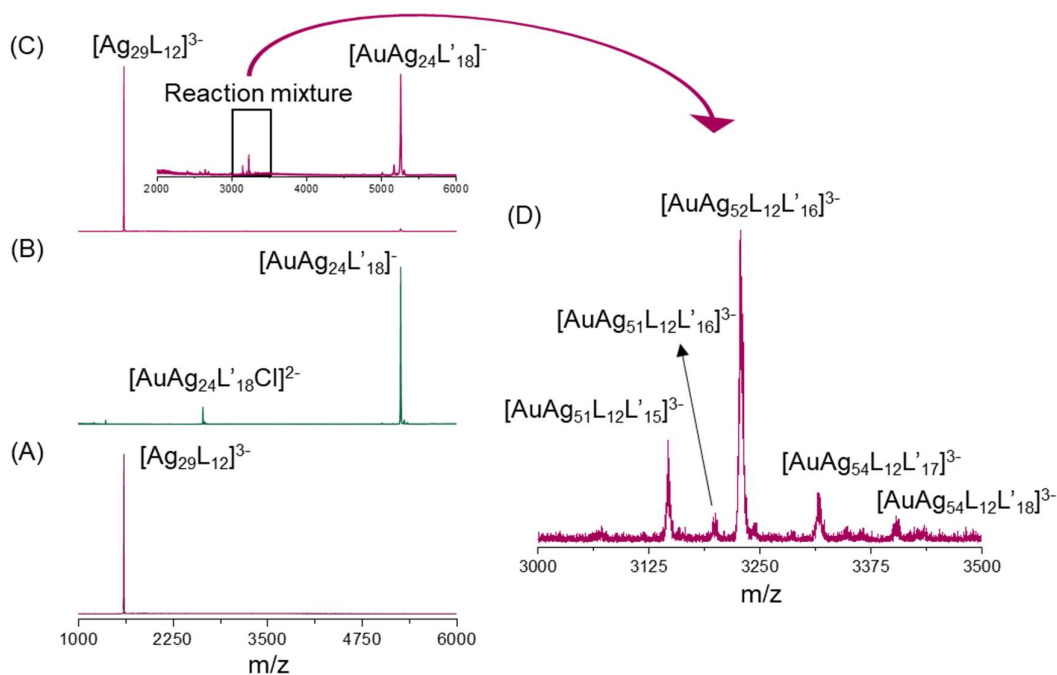 (C)
[Ag29L12]3-
[AuAg24L'18]-
Reaction mixture
2000 3000 4000 5000 6000
(B)
[AuAg24L'18]-
[AuAg24L'18Cl]2-
(A)
[Ag29L12]3-
1000 2250 3500 4750 6000
m/z
(D)
[AuAg52L12L'16]3-
[AuAg51L12L'16]3-
[AuAg51L12L'15]3-
[AuAg54L12L'17]3-
[AuAg54L12L'18]3-
3000 3125 3250 3375 3500
m/z